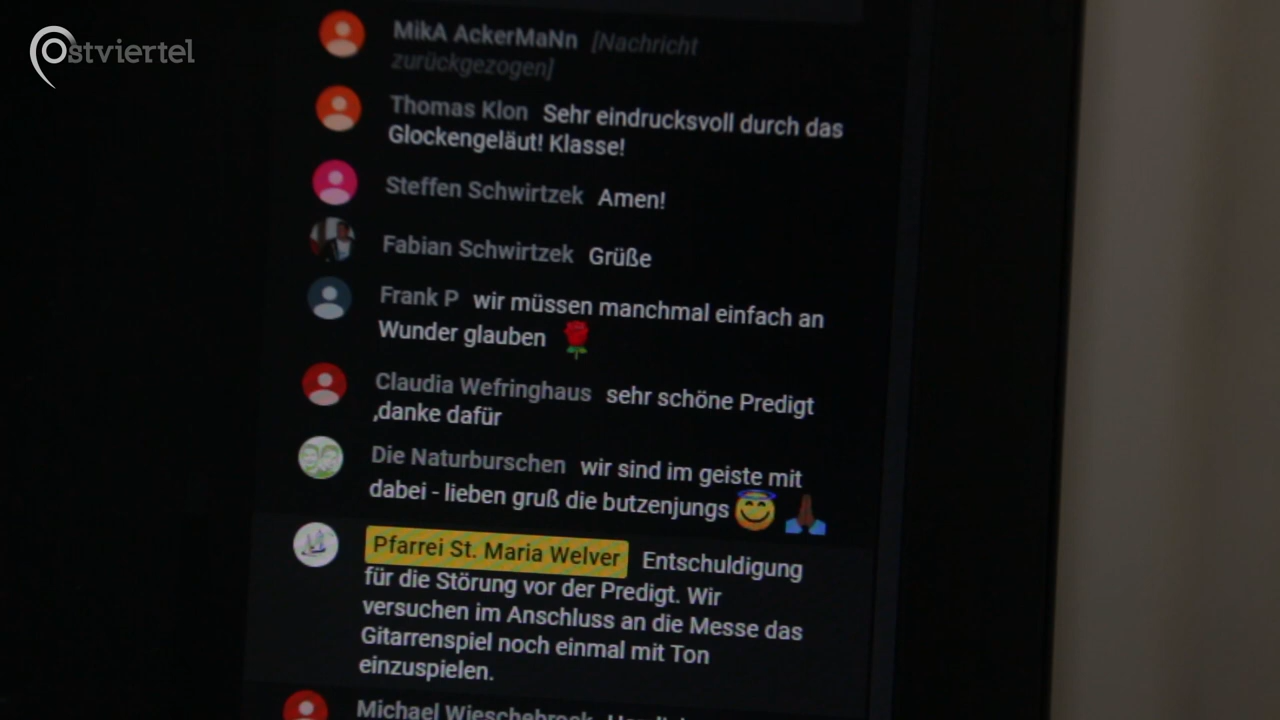 Ostviertel
MikA AckerMaNn [Nachricht
zurückgezogen]
Thomas Klon Sehr eindrucksvoll durch das
Glockengeläut! Klasse!
Steffen Schwirtzek Amen!
Fabian Schwirtzek Grüße
Frank P wir müssen manchmal einfach an
Wunder glauben 🌹
Claudia Wefringhaus sehr schöne Predigt
,danke dafür
Die Naturburschen wir sind im geiste mit
dabei - lieben gruß die butzenjungs 😇 🙏🏾
Pfarrei St. Maria Welver Entschuldigung
für die Störung vor der Predigt. Wir
versuchen im Anschluss an die Messe das
Gitarrenspiel noch einmal mit Ton
einzuspielen.
Michael Wieschebrock